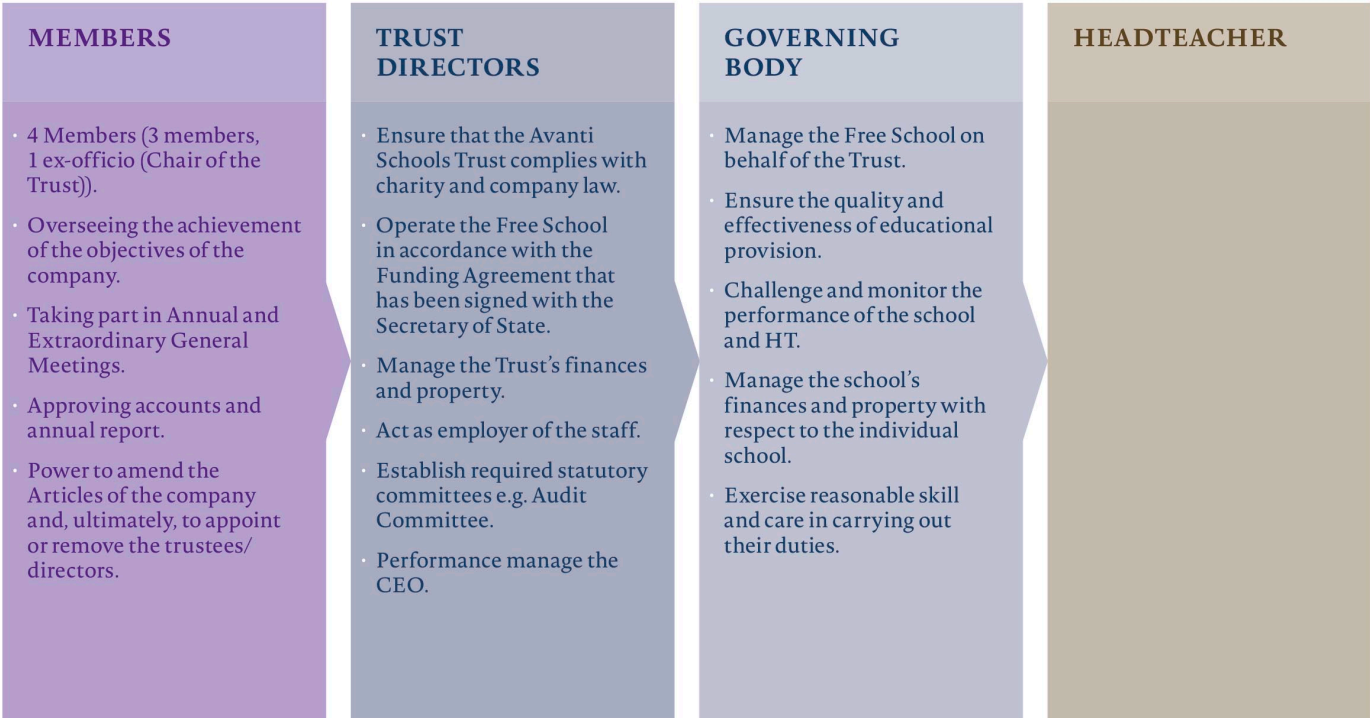 MEMBERS
· 4 Members (3 members,
1 ex-officio (Chair of the
Trust)).
· Overseeing the achievement
of the objectives of the
company.
· Taking part in Annual and
Extraordinary General
Meetings.
· Approving accounts and
annual report.
· Power to amend the
Articles of the company
and, ultimately, to appoint
or remove the trustees/
directors.
TRUST
DIRECTORS
· Ensure that the Avanti
Schools Trust complies with
charity and company law.
· Operate the Free School
in accordance with the
Funding Agreement that
has been signed with the
Secretary of State.
· Manage the Trust’s finances
and property.
· Act as employer of the staff.
· Establish required statutory
committees e.g. Audit
Committee.
· Performance manage the
CEO.
GOVERNING
BODY
· Manage the Free School on
behalf of the Trust.
· Ensure the quality and
effectiveness of educational
provision.
· Challenge and monitor the
performance of the school
and HT.
· Manage the school’s
finances and property with
respect to the individual
school.
· Exercise reasonable skill
and care in carrying out
their duties.
HEADTEACHER